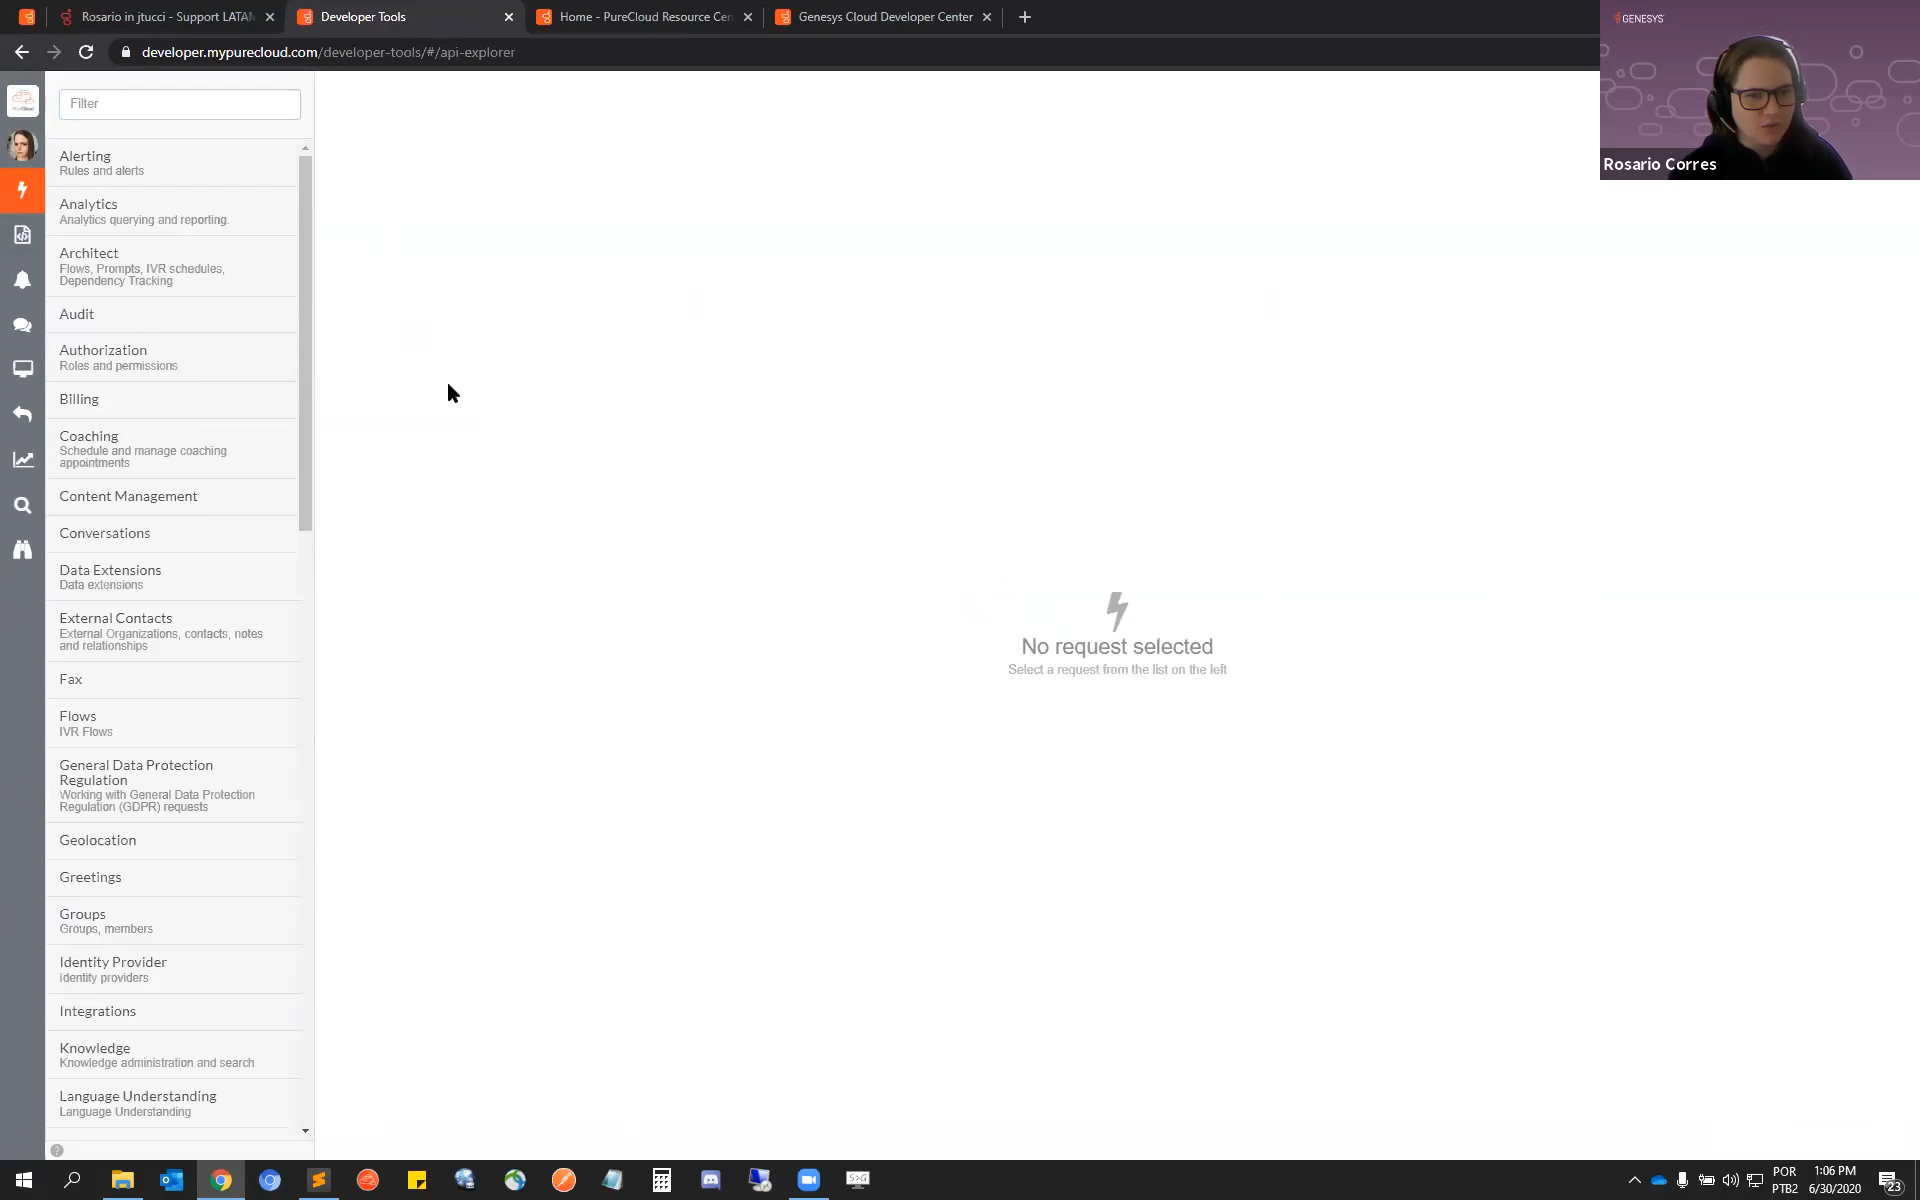 Rosario in jtucci - Support LATAM
Developer Tools
Home - PureCloud Resource Cen
Genesys Cloud Developer Center
developer.mypurecloud.com/developer-tools/#/api-explorer
GENESYS
Rosario Corres
Filter
Alerting
Rules and alerts
Analytics
Analytics querying and reporting.
Architect
Flows, Prompts, IVR schedules,
Dependency Tracking
Audit
Authorization
Roles and permissions
Billing
Coaching
Schedule and manage coaching
appointments
Content Management
Conversations
Data Extensions
Data extensions
External Contacts
External Organizations, contacts, notes
and relationships
Fax
Flows
IVR Flows
General Data Protection
Regulation
Working with General Data Protection
Regulation (GDPR) requests
Geolocation
Greetings
Groups
Groups, members
Identity Provider
Identity providers
Integrations
Knowledge
Knowledge administration and search
Language Understanding
Language Understanding
No request selected
Select a request from the list on the left
POR
PTB2
1:06 PM
6/30/2020
23